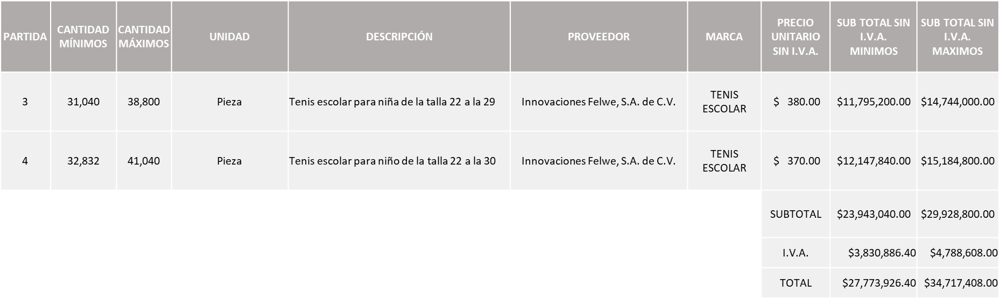 PARTIDA CANTIDAD MÍNIMOS CANTIDAD MÁXIMOS UNIDAD DESCRIPCIÓN PROVEEDOR MARCA PRECIO UNITARIO SIN I.V.A. SUB TOTAL SIN I.V.A. MINIMOS SUB TOTAL SIN I.V.A. MAXIMOS
3 31,040 38,800 Pieza Tenis escolar para niña de la talla 22 a la 29 Innovaciones Felwe, S.A. de C.V. TENIS ESCOLAR $ 380.00 $11,795,200.00 $14,744,000.00
4 32,832 41,040 Pieza Tenis escolar para niño de la talla 22 a la 30 Innovaciones Felwe, S.A. de C.V. TENIS ESCOLAR $ 370.00 $12,147,840.00 $15,184,800.00
SUBTOTAL $23,943,040.00 $29,928,800.00
I.V.A. $3,830,886.40 $4,788,608.00
TOTAL $27,773,926.40 $34,717,408.00